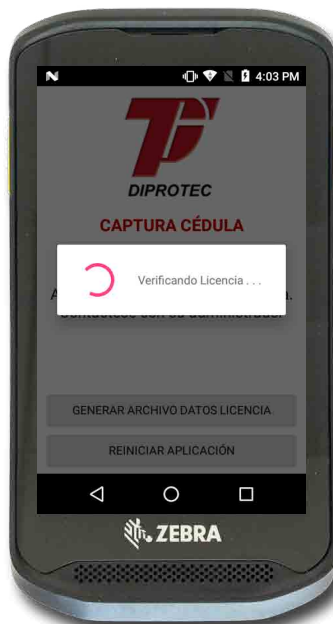 4:03 PM
DIPROTEC
CAPTURA CÉDULA
Verificando Licencia . . .
GENERAR ARCHIVO DATOS LICENCIA
REINICIAR APLICACIÓN
ZEBRA